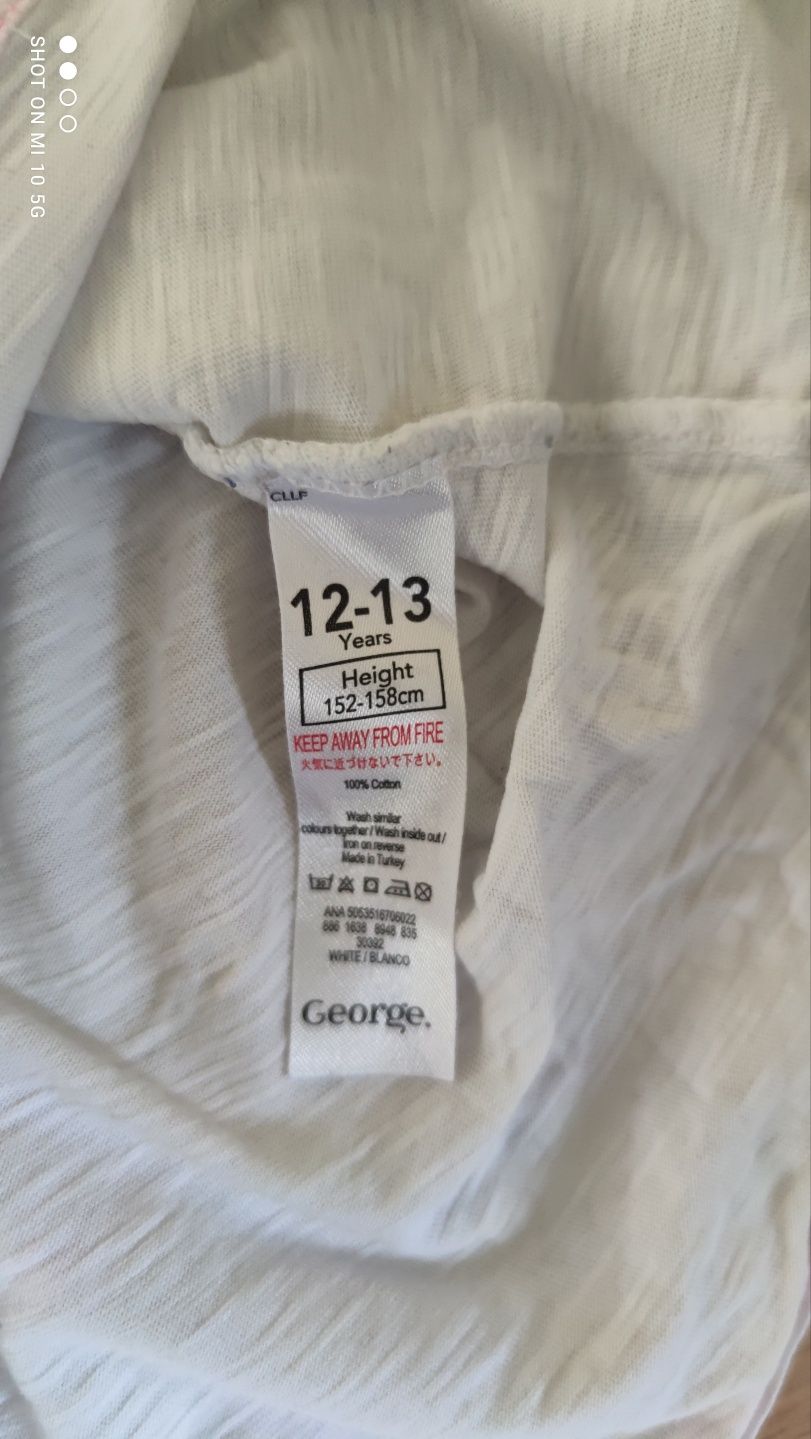 SHOT ON MI 10 5G
CLLF
12-13
Years
Height
152-158cm
KEEP AWAY FROM FIRE
火気に近づけないで下さい。
100% Cotton
Wash similar
colours together / Wash inside out /
Iron on reverse
Made in Turkey
ANA 5053516706022
886 1638 8948 835
30392
WHITE / BLANCO
George.